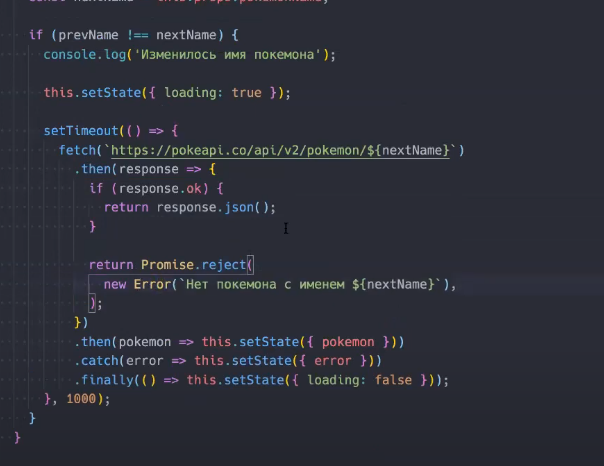 const nextName = this.props.pokemonName;
if (prevName !== nextName) {
console.log('Изменилось имя покемона');
this.setState({ loading: true });
setTimeout(() => {
fetch(`https://pokeapi.co/api/v2/pokemon/${nextName}`)
.then(response => {
if (response.ok) {
return response.json();
}
return Promise.reject(
new Error(`Нет покемона с именем ${nextName}`),
);
})
.then(pokemon => this.setState({ pokemon }))
.catch(error => this.setState({ error }))
.finally(() => this.setState({ loading: false }));
}, 1000);
}
}